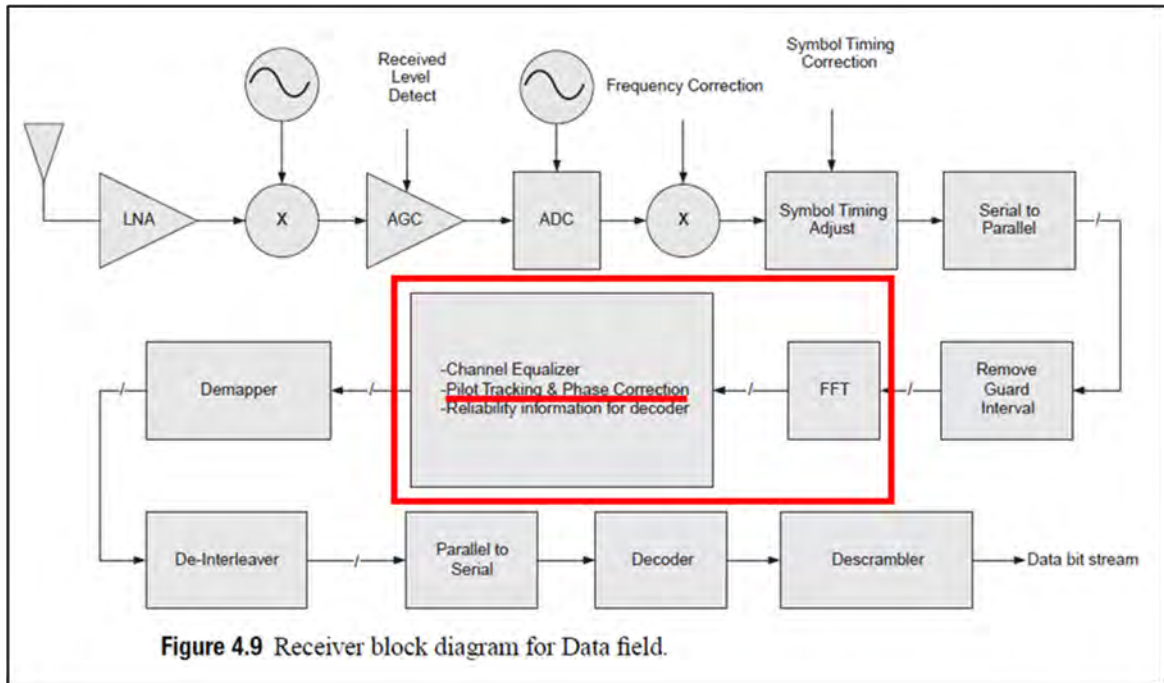 Received
Level
Detect
Frequency Correction
Symbol Timing
Correction
LNA
X
AGC
ADC
X
Symbol Timing
Adjust
Serial to
Parallel
Demapper
-Channel Equalizer
-Pilot Tracking & Phase Correction
-Reliability information for decoder
FFT
Remove
Guard
Interval
De-Interleaver
Parallel to
Serial
Decoder
Descrambler
Data bit stream
Figure 4.9 Receiver block diagram for Data field.